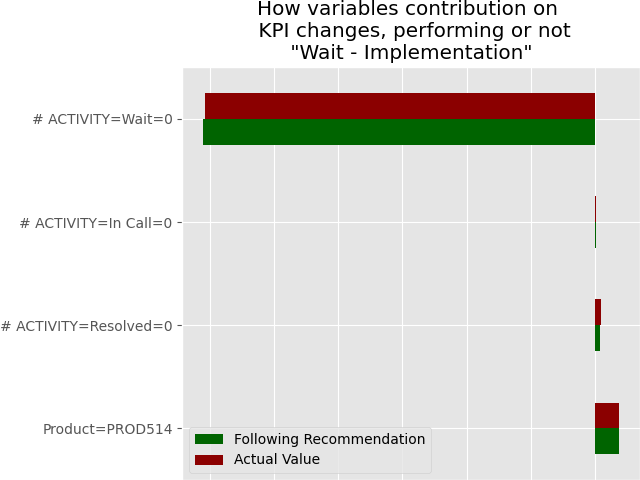 How variables contribution on
KPI changes, performing or not
"Wait - Implementation"
# ACTIVITY=Wait=0
# ACTIVITY=In Call=0
# ACTIVITY=Resolved=0
Product=PROD514
Following Recommendation
Actual Value